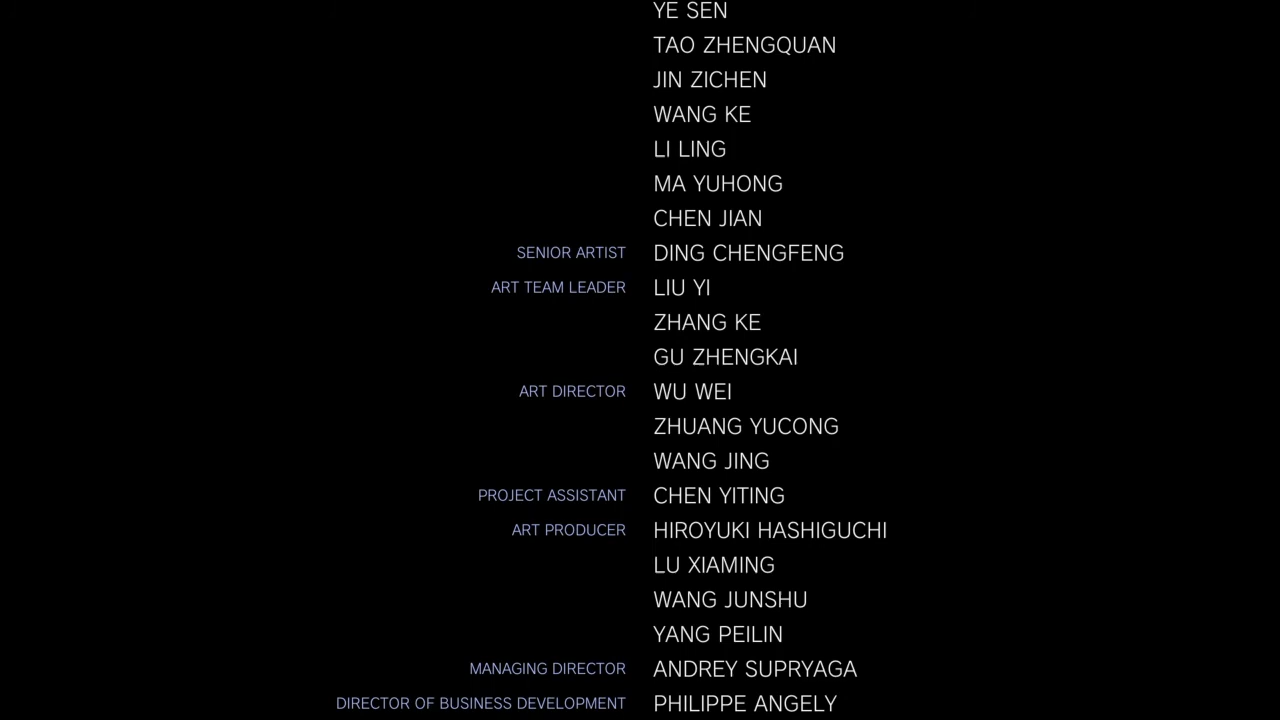 YE SEN
TAO ZHENGQUAN
JIN ZICHEN
WANG KE
LI LING
MA YUHONG
CHEN JIAN
SENIOR ARTIST DING CHENGFENG
ART TEAM LEADER LIU YI
ZHANG KE
GU ZHENGKAI
ART DIRECTOR WU WEI
ZHUANG YUCONG
WANG JING
PROJECT ASSISTANT CHEN YITING
ART PRODUCER HIROYUKI HASHIGUCHI
LU XIAMING
WANG JUNSHU
YANG PEILIN
MANAGING DIRECTOR ANDREY SUPRYAGA
DIRECTOR OF BUSINESS DEVELOPMENT PHILIPPE ANGELY